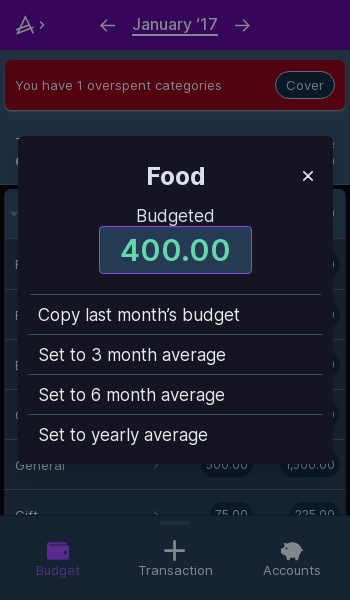 January ‘17
You have 1 overspent categories
Cover
Food
Budgeted
400.00
Copy last month’s budget
Set to 3 month average
Set to 6 month average
Set to yearly average
General 500.00 1,500.00
Gift 75.00 225.00
Budget Transaction Accounts